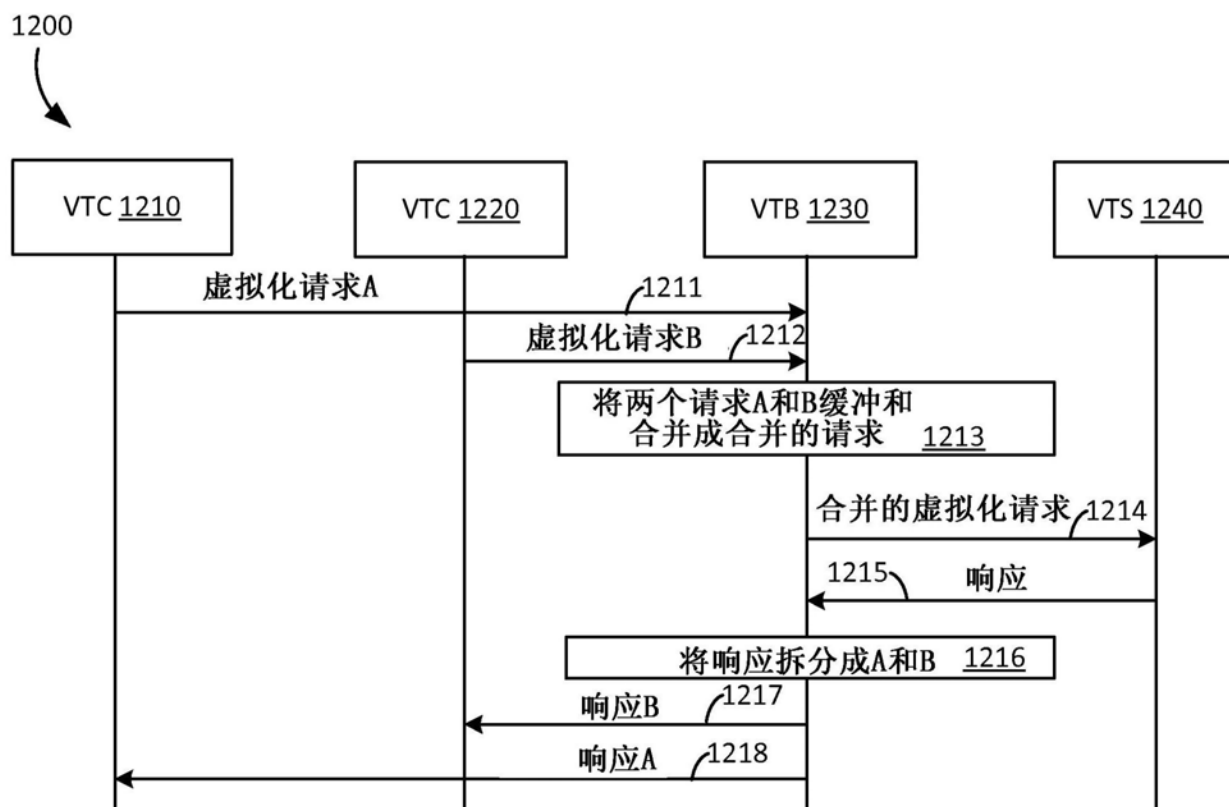 1200
VTC 1210
VTC 1220
VTB 1230
VTS 1240
虚拟化请求A
1211
虚拟化请求B
1212
将两个请求A和B缓冲和
合并成合并的请求 1213
合并的虚拟化请求
1214
1215
响应
将响应拆分成A和B 1216
响应B
1217
响应A
1218